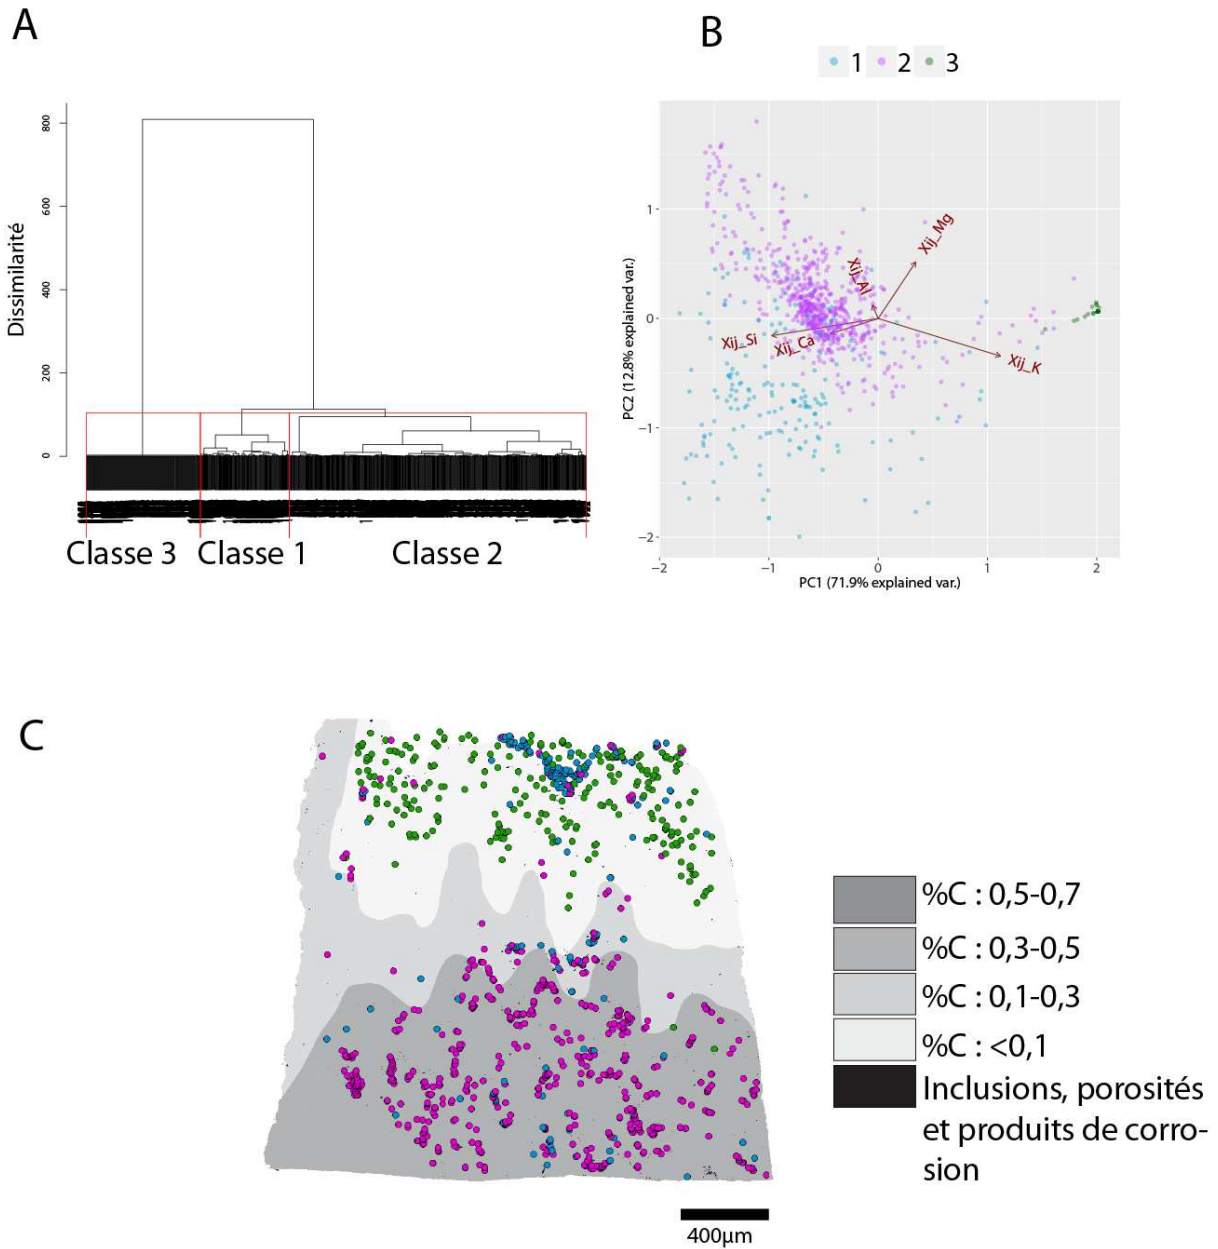 A
Dissimilarité
800
600
400
200
0
Classe 3 Classe 1 Classe 2
B
1 2 3
PC2 (12.8% explained var.)
1
0
−1
−2
Xij_Mg
Xij_Al
Xij_Si
Xij_Ca
Xij_K
−2 −1 0 1 2
PC1 (71.9% explained var.)
C
%C : 0,5-0,7
%C : 0,3-0,5
%C : 0,1-0,3
%C : <0,1
Inclusions, porosités
et produits de corro-
sion
400µm